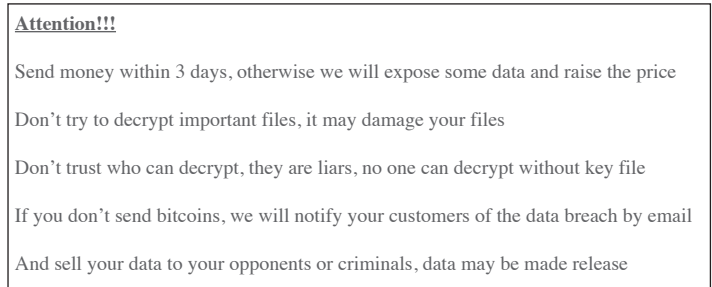 Attention!!!
Send money within 3 days, otherwise we will expose some data and raise the price
Don’t try to decrypt important files, it may damage your files
Don’t trust who can decrypt, they are liars, no one can decrypt without key file
If you don’t send bitcoins, we will notify your customers of the data breach by email
And sell your data to your opponents or criminals, data may be made release